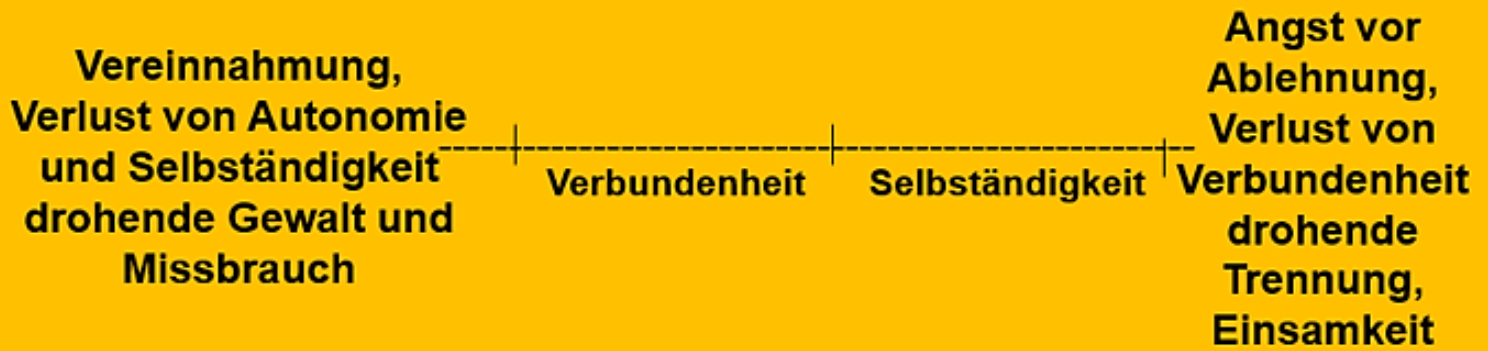 Vereinnahmung,
Verlust von Autonomie
und Selbständigkeit
drohende Gewalt und
Missbrauch
Verbundenheit
Selbständigkeit
Angst vor
Ablehnung,
Verlust von
Verbundenheit
drohende
Trennung,
Einsamkeit